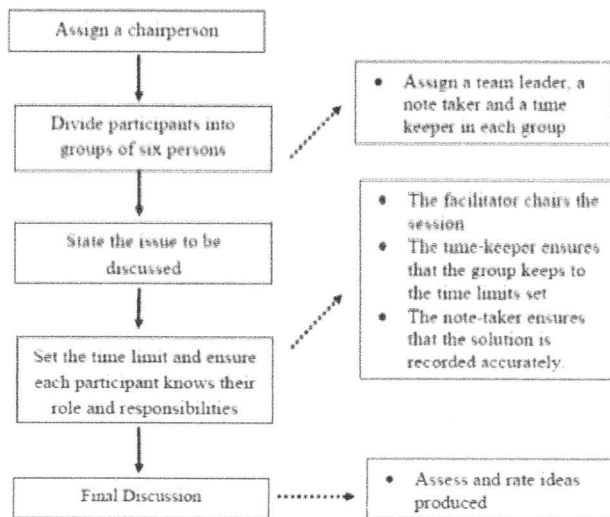 Assign a chairperson
Divide participants into
groups of six persons
• Assign a team leader, a
note taker and a time
keeper in each group
State the issue to be
discussed
Set the time limit and ensure
each participant knows their
role and responsibilities
• The facilitator chairs the
session
• The time-keeper ensures
that the group keeps to
the time limits set
• The note-taker ensures
that the solution is
recorded accurately.
Final Discussion
• Assess and rate ideas
produced